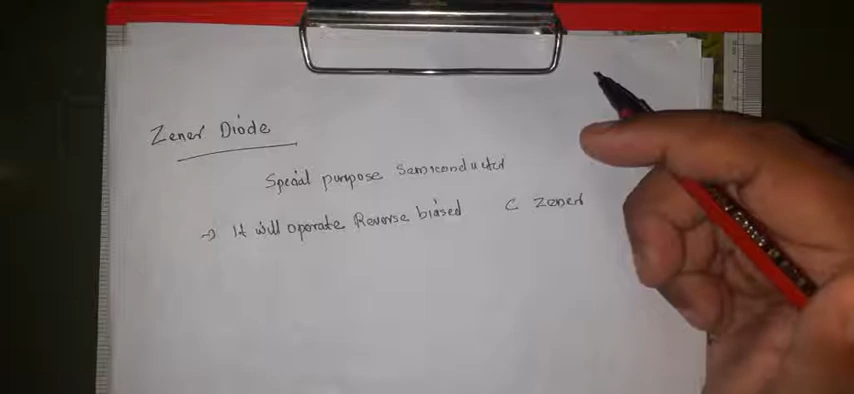 Zener Diode
Special purpose Semiconductor
→ It will operate Reverse biased ( Zener